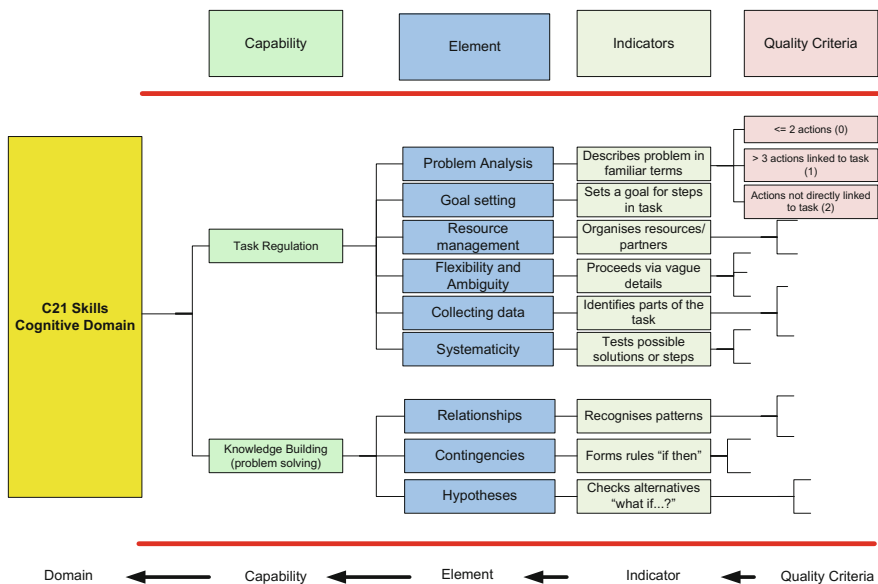 Capability
Element
Indicators
Quality Criteria
C21 Skills
Cognitive Domain
Task Regulation
Problem Analysis
Describes problem in
familiar terms
<= 2 actions (0)
> 3 actions linked to task
(1)
Actions not directly linked
to task (2)
Goal setting
Sets a goal for steps
in task
Resource
management
Organises resources/
partners
Flexibility and
Ambiguity
Proceeds via vague
details
Collecting data
Identifies parts of the
task
Systematicity
Tests possible
solutions or steps
Knowledge Building
(problem solving)
Relationships
Recognises patterns
Contingencies
Forms rules “if then”
Hypotheses
Checks alternatives
“what if...?”
Domain
Capability
Element
Indicator
Quality Criteria